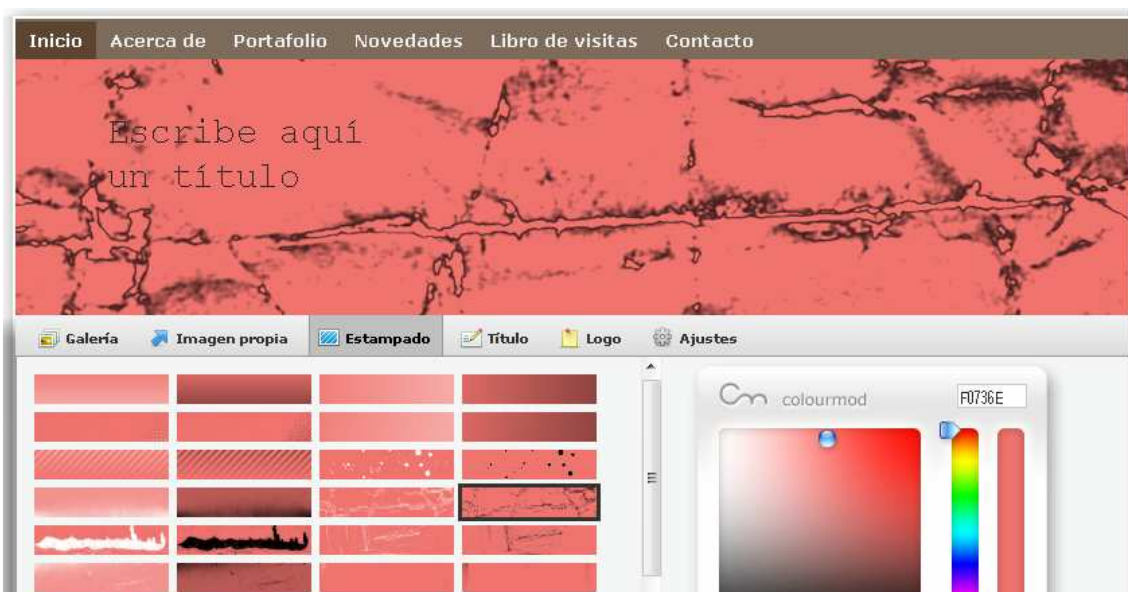 Inicio Acerca de Portafolio Novedades Libro de visitas Contacto
Escribe aquí
un título
Galería Imagen propia Estampado Título Logo Ajustes
Cm colourmod F0736E